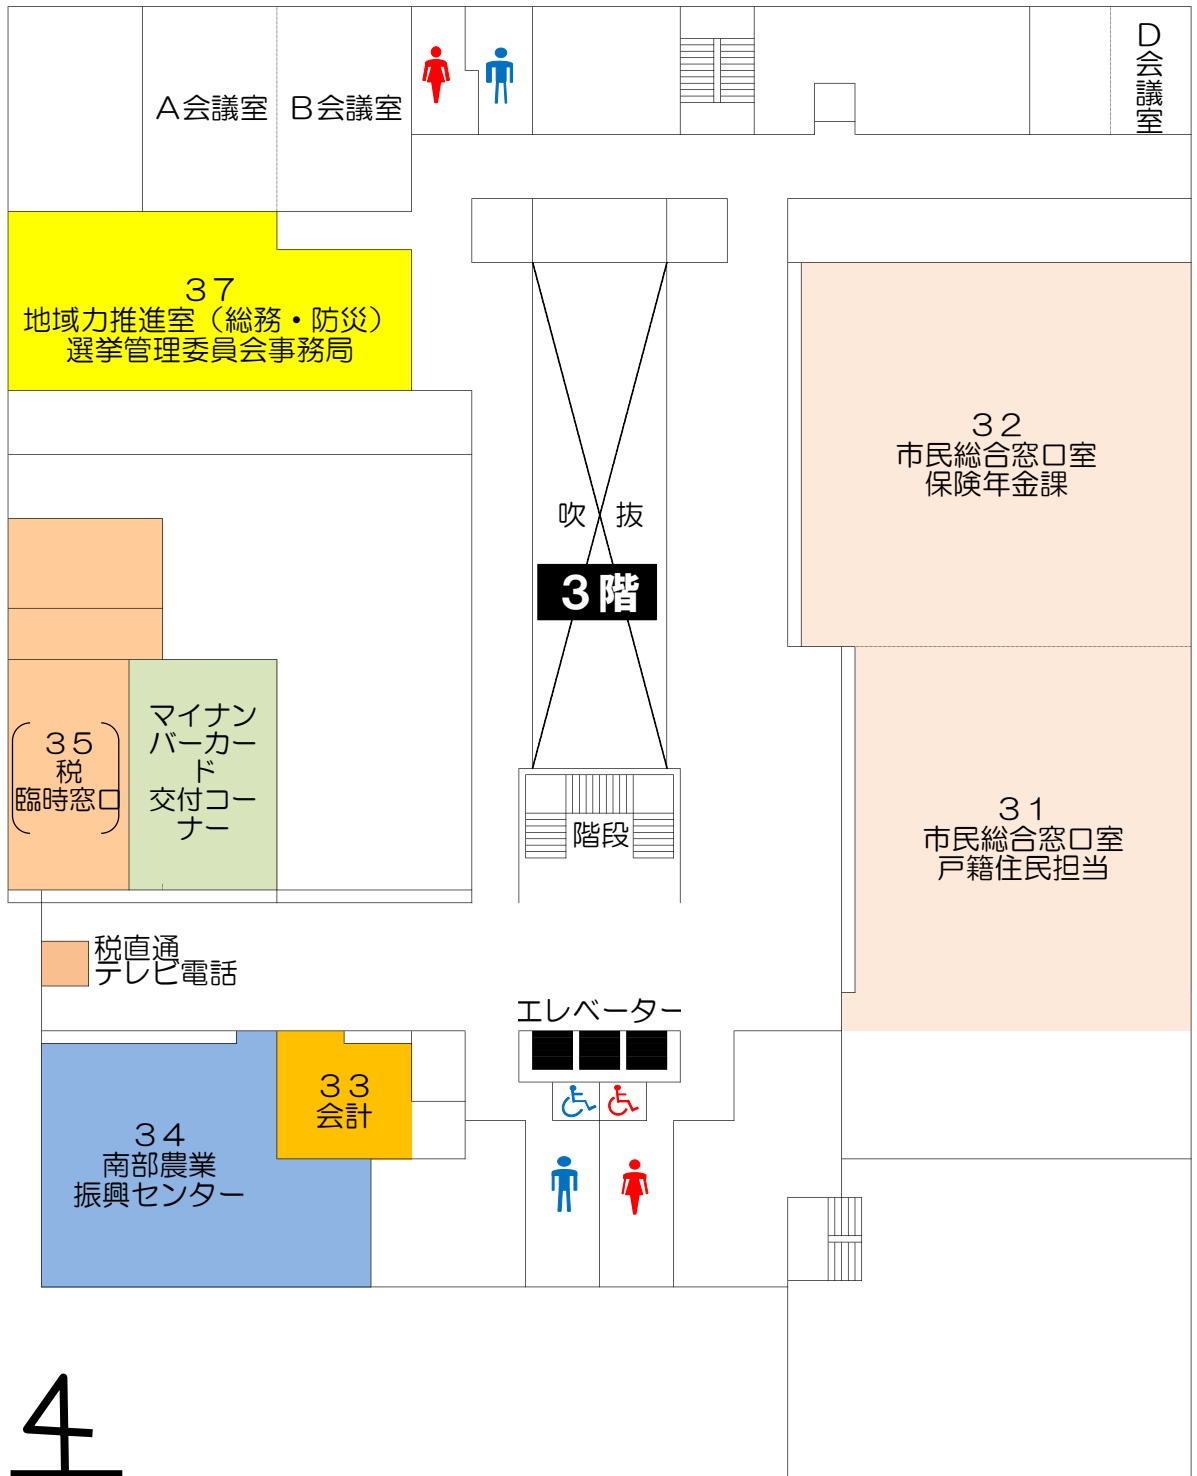 A会議室
B会議室
D会議室
37
地域力推進室（総務・防災）
選挙管理委員会事務局
32
市民総合窓口室
保険年金課
吹 抜
3階
35
税
臨時窓口
マイナン
バーカー
ド
交付コー
ナー
階段
31
市民総合窓口室
戸籍住民担当
税直通
テレビ電話
エレベーター
33
会計
34
南部農業
振興センター
4